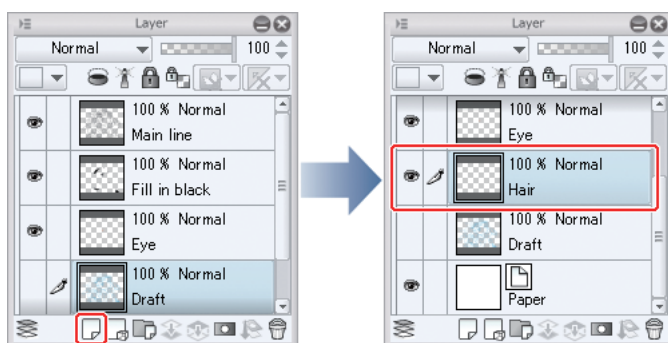 Layer
Normal 100
100 % Normal
Main line
100 % Normal
Fill in black
100 % Normal
Eye
100 % Normal
Draft
Layer
Normal 100
100 % Normal
Eye
100 % Normal
Hair
100 % Normal
Draft
Paper